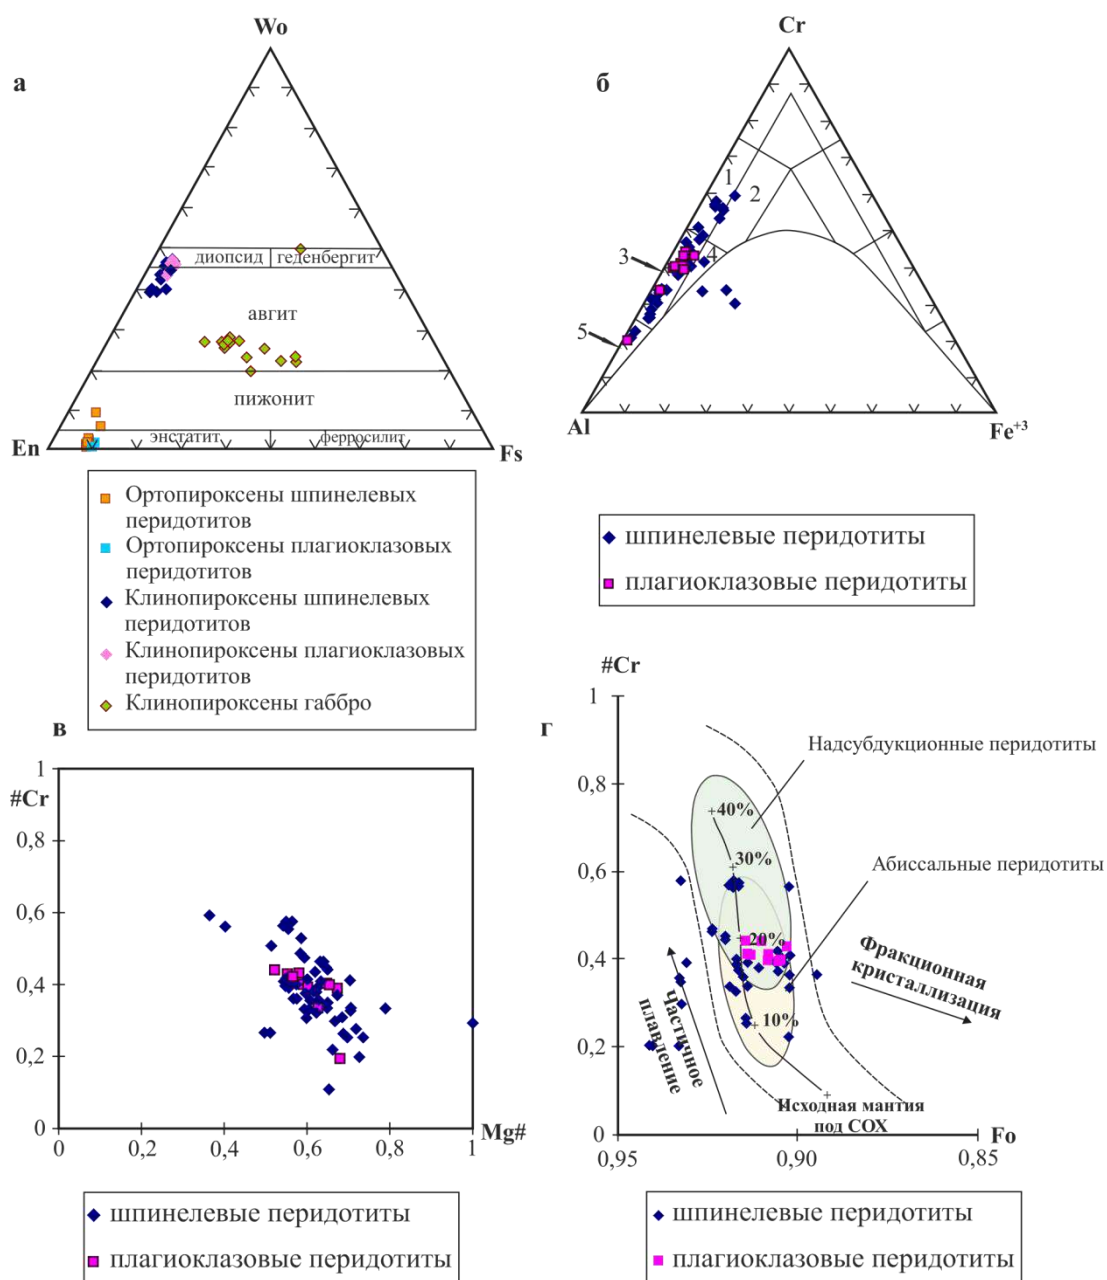 а
Wo
диопсид
геденбергит
авгит
пижонит
энстатит
ферросилит
En
Fs
Ортопироксены шпинелевых
перидотитов
Ортопироксены плагиоклазовых
перидотитов
Клинопироксены шпинелевых
перидотитов
Клинопироксены плагиоклазовых
перидотитов
Клинопироксены габбро
б
Cr
1
2
3
4
5
Al
Fe+3
шпинелевые перидотиты
плагиоклазовые перидотиты
в
#Cr
1
0,8
0,6
0,4
0,2
0
0
0,2
0,4
0,6
0,8
1
Mg#
шпинелевые перидотиты
плагиоклазовые перидотиты
г
#Cr
1
0,8
0,6
0,4
0,2
0
0,95
0,90
0,85
Fo
Надсубдукционные перидотиты
Абиссальные перидотиты
+40%
30%
+20%
10%
Фракционная
кристаллизация
Частичное
плавление
Исходная мантия
под СОХ
шпинелевые перидотиты
плагиоклазовые перидотиты